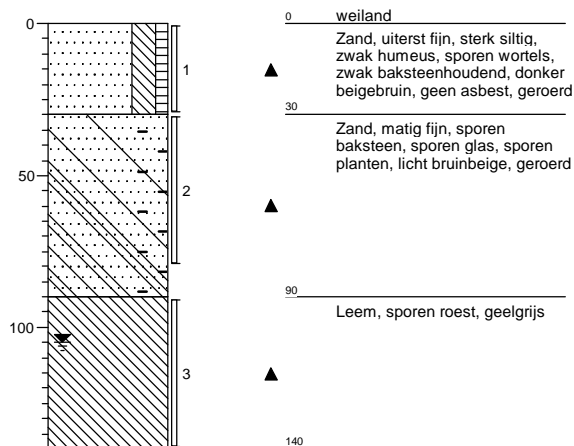 0
weiland
Zand, uiterst fijn, sterk siltig,
zwak humeus, sporen wortels,
zwak baksteenhoudend, donker
beigebruin, geen asbest, geroerd
30
Zand, matig fijn, sporen
baksteen, sporen glas, sporen
planten, licht bruinbeige, geroerd
90
Leem, sporen roest, geelgrijs
140
0
50
100
1
2
3